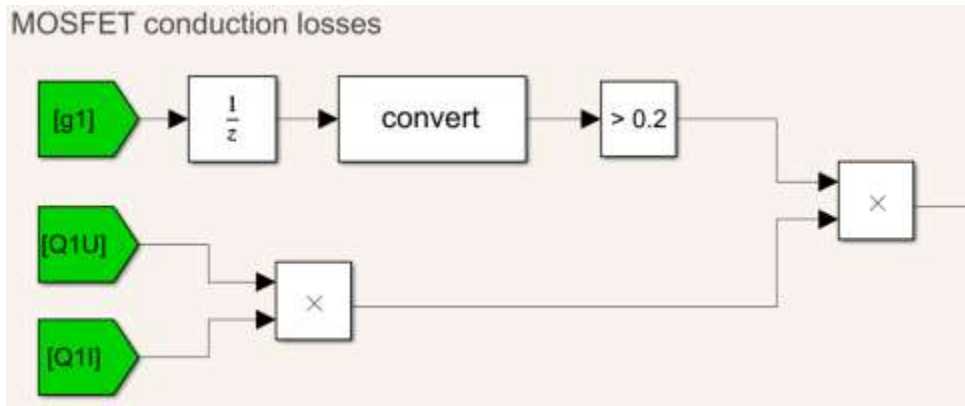 MOSFET conduction losses
[g1]
1
z
convert
> 0.2
×
[Q1U]
×
[Q1I]